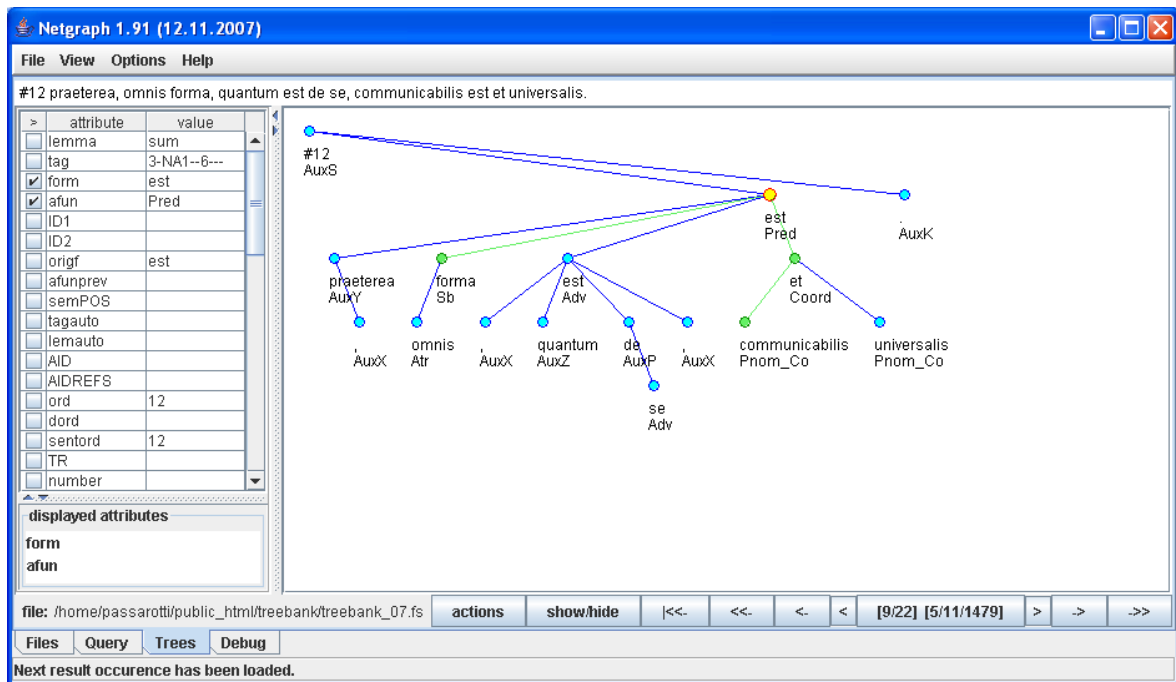 Netgraph 1.91 (12.11.2007)
File View Options Help
#12 praeterea, omnis forma, quantum est de se, communicabilis est et universalis.
> attribute value
lemma sum
tag 3-NA1--6---
form est
afun Pred
ID1
ID2
origf est
afunprev
semPOS
tagauto
lemauto
AID
AIDREFS
ord 12
dord
sentord 12
TR
number
displayed attributes
form
afun
#12
AuxS
est
Pred
.
AuxK
praeterea
AuxY
forma
Sb
est
Adv
et
Coord
,
AuxX
omnis
Atr
,
AuxX
quantum
AuxZ
de
AuxP
,
AuxX
communicabilis
Pnom_Co
universalis
Pnom_Co
se
Adv
file: /home/passarotti/public_html/treebank/treebank_07.fs actions show/hide |<<- <<- <- < [9/22] [5/11/1479] > -> ->>
Files Query Trees Debug
Next result occurence has been loaded.